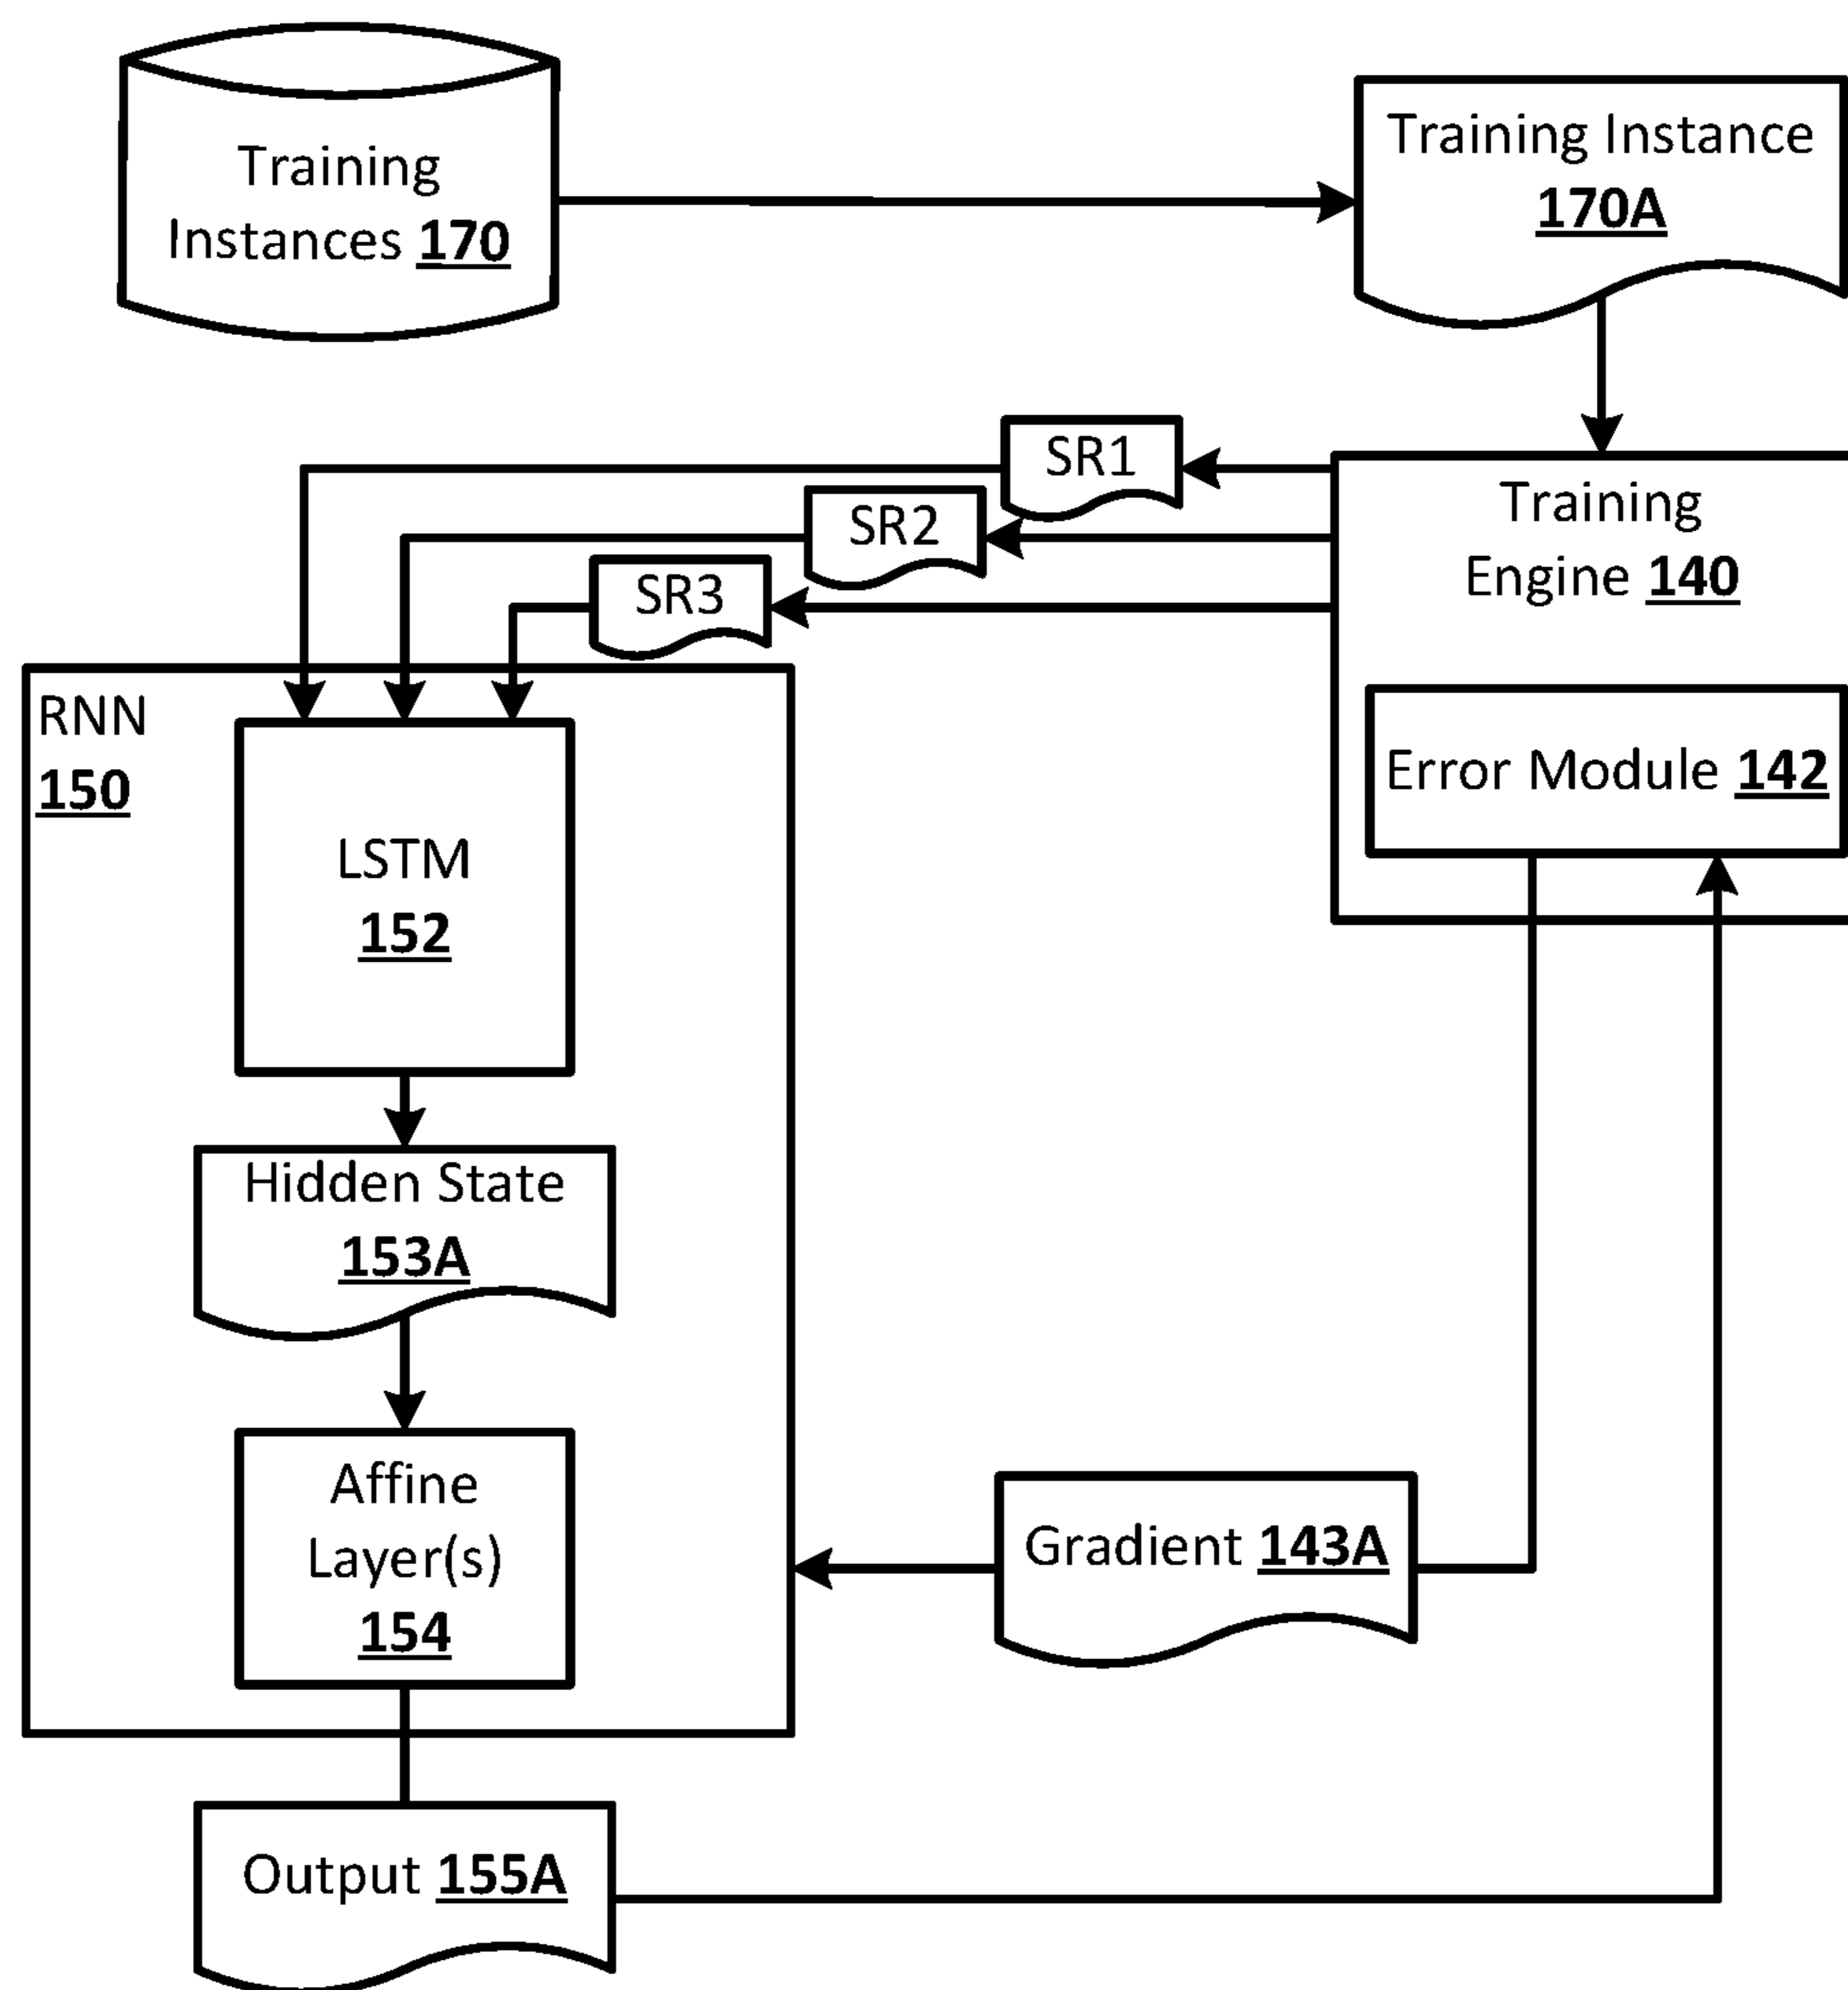 Training
Instances 170
Training Instance
170A
SR1
SR2
SR3
Training
Engine 140
Error Module 142
RNN
150
LSTM
152
Hidden State
153A
Affine
Layer(s)
154
Gradient 143A
Output 155A